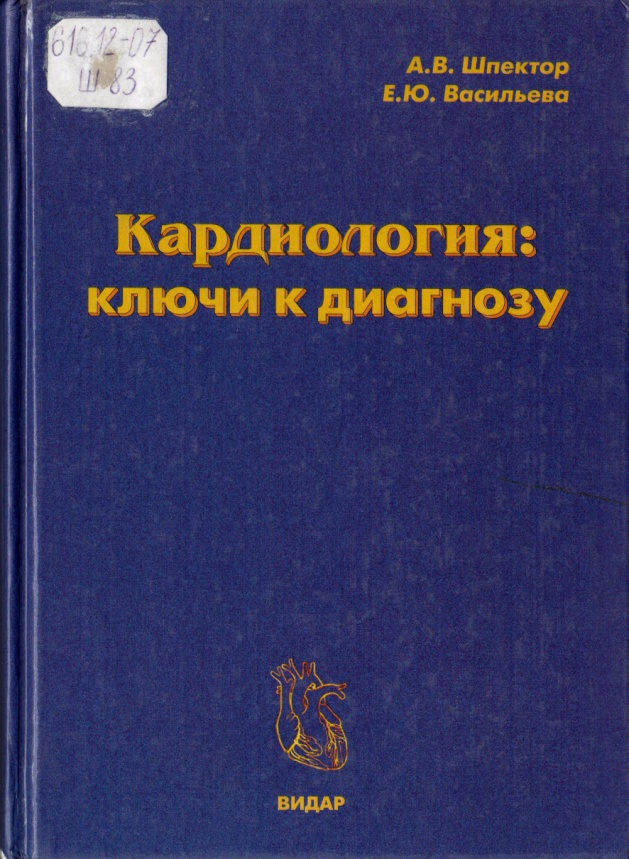 616.12-07
Ш 83
А.В. Шпектор
Е.Ю. Васильева
Кардиология:
ключи к диагнозу
ВИДАР